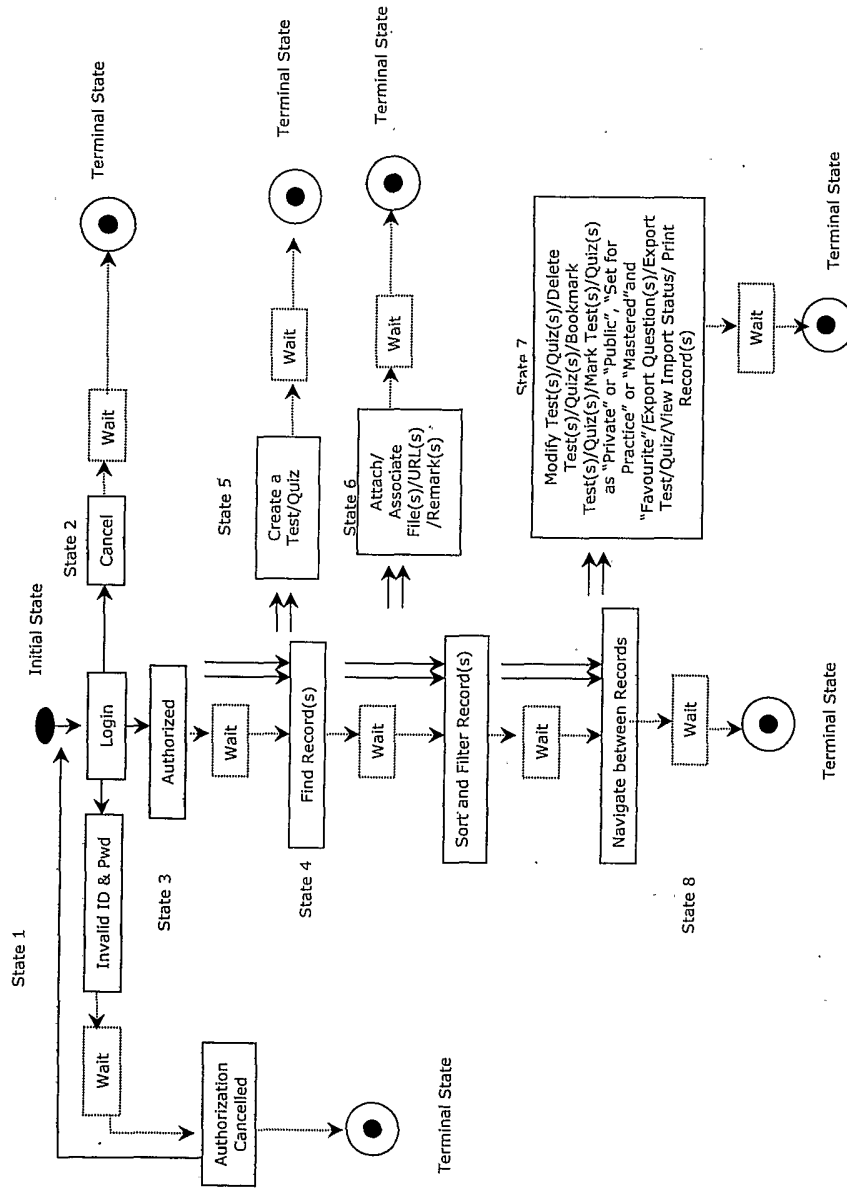 Initial State
State 1
State 2
Login
Cancel
Wait
Terminal State
Invalid ID & Pwd
Wait
Authorization
Cancelled
Terminal State
State 3
Authorized
Wait
State 5
Create a
Test/Quiz
Wait
Terminal State
State 4
Find Record(s)
Wait
State 6
Attach/
Associate
File(s)/URL(s)
/Remark(s)
Wait
Terminal State
Sort and Filter Record(s)
Wait
State 7
Modify Test(s)/Quiz(s)/Delete
Test(s)/Quiz(s)/Bookmark
Test(s)/Quiz(s)/Mark Test(s)/Quiz(s)
as "Private" or "Public", "Set for
Practice" or "Mastered"and
"Favourite"/Export Question(s)/Export
Test/Quiz/View Import Status/ Print
Record(s)
Wait
Terminal State
Navigate between Records
State 8
Wait
Terminal State